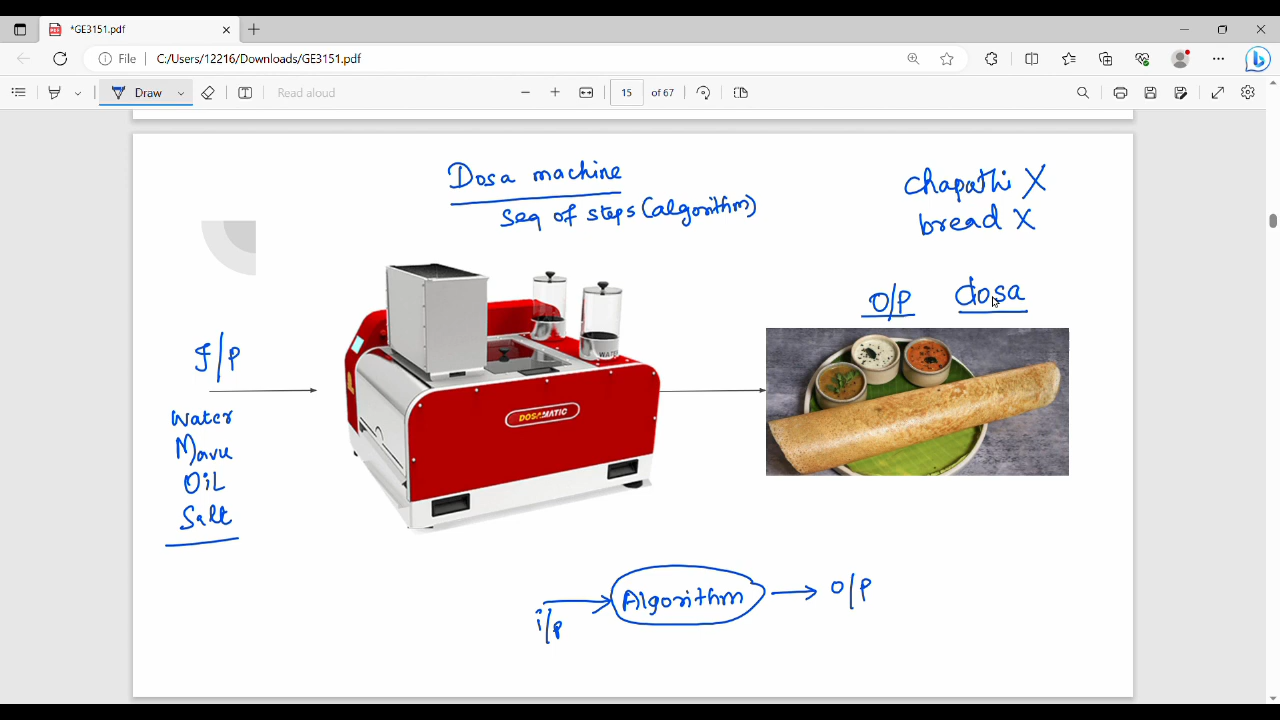 *GE3151.pdf
File
C:/Users/12216/Downloads/GE3151.pdf
Draw
Read aloud
15
of 67
Dosa machine
Seq of steps (algorithm)
chapathi X
bread X
O/P dosa
I/P
Water
Mavu
Oil
Salt
WATER
DOSAMATIC
i/p
Algorithm
O/P